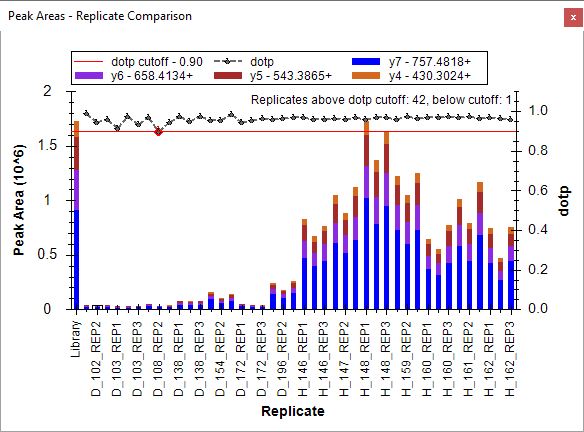 Peak Areas - Replicate Comparison
x
dotp cutoff - 0.90 dotp y7 - 757.4818+
y6 - 658.4134+ y5 - 543.3865+ y4 - 430.3024+
Replicates above dotp cutoff: 42, below cutoff: 1
2
1.5
1
0.5
0
Peak Area (10^6)
1.0
0.8
0.6
0.4
0.2
0.0
dotp
Library
D_102_REP2
D_103_REP1
D_103_REP3
D_108_REP2
D_138_REP1
D_138_REP3
D_154_REP2
D_172_REP1
D_172_REP3
D_196_REP2
H_146_REP1
H_146_REP3
H_147_REP2
H_148_REP1
H_148_REP3
H_159_REP2
H_160_REP1
H_160_REP3
H_161_REP2
H_162_REP1
H_162_REP3
Replicate